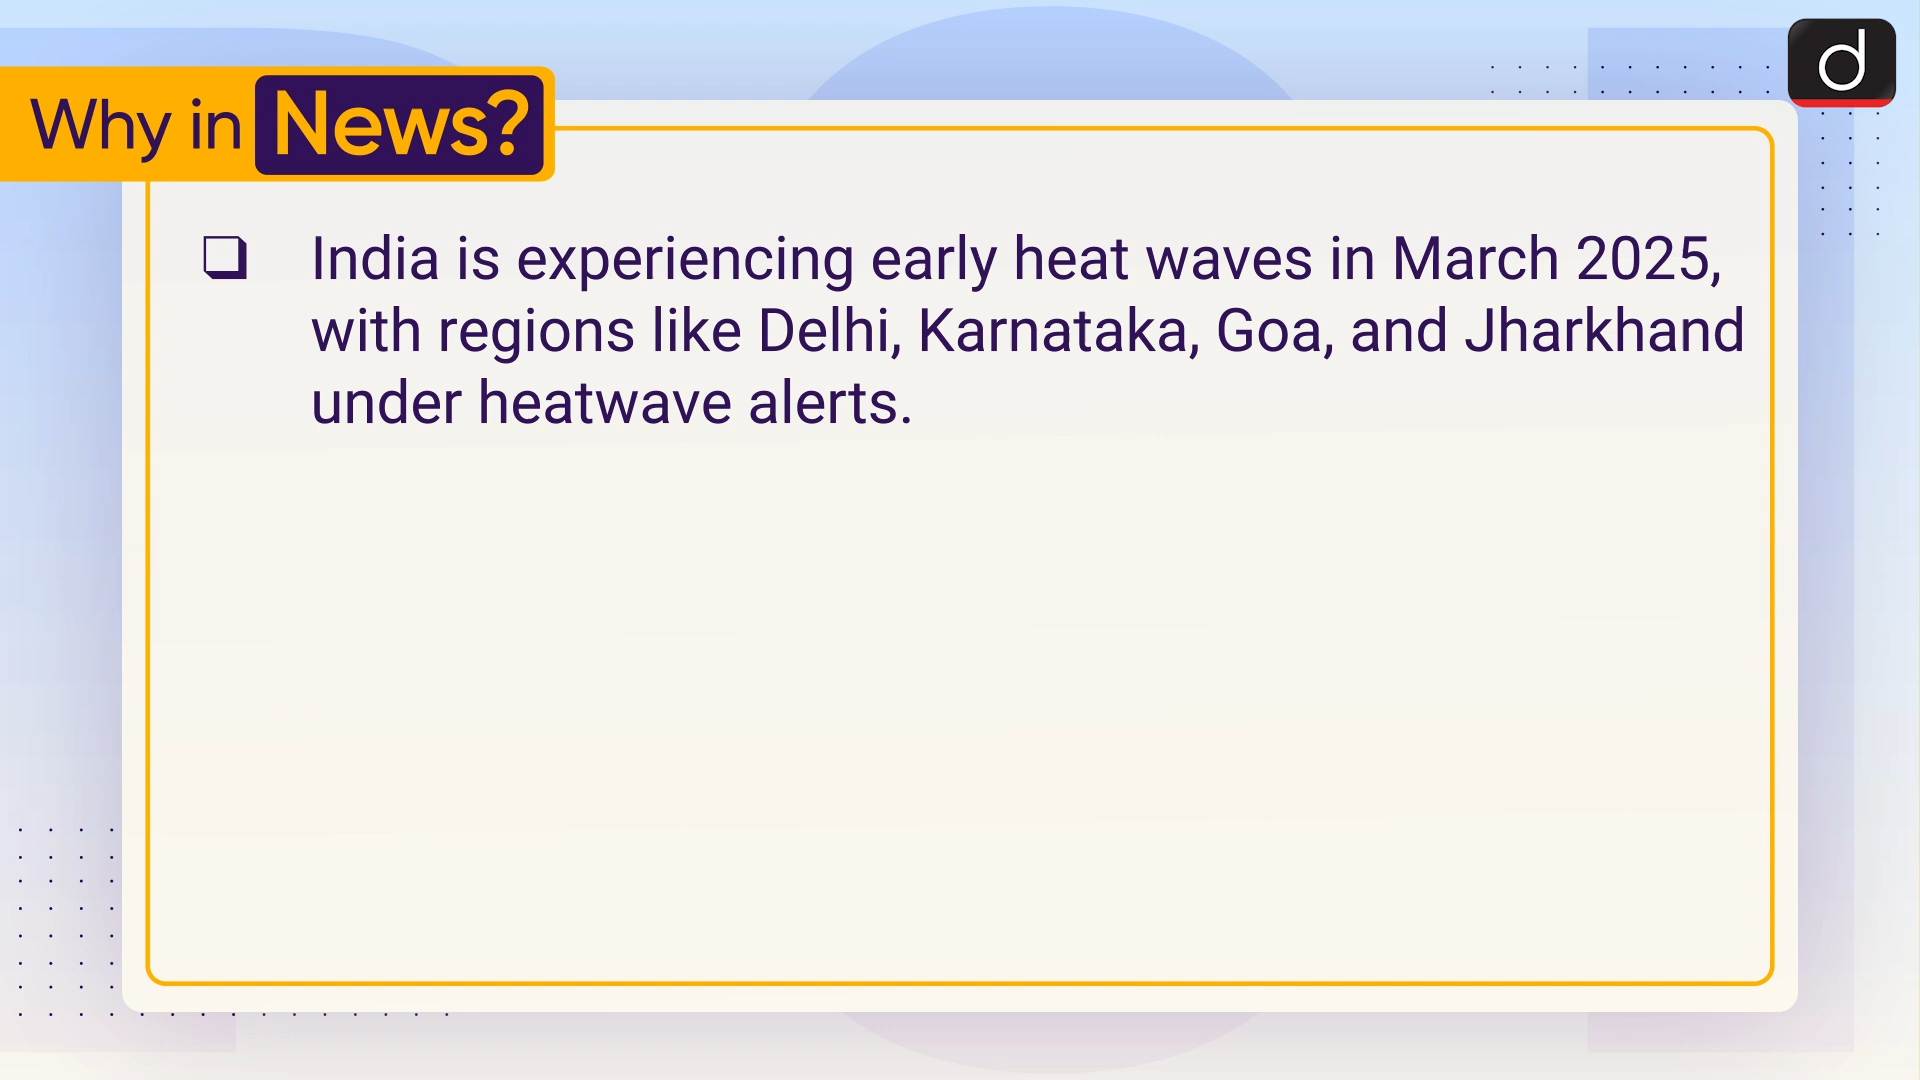 Why in News?
❑ India is experiencing early heat waves in March 2025,
with regions like Delhi, Karnataka, Goa, and Jharkhand
under heatwave alerts.
d